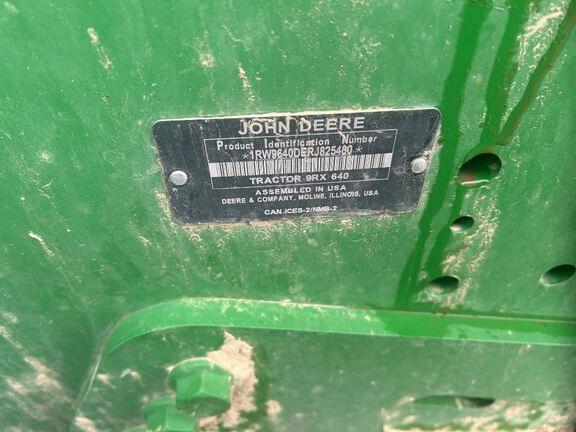 JOHN DEERE
Product Identification Number
*1RW9640DERJ825480*
TRACTOR 9RX 640
ASSEMBLED IN USA
DEERE & COMPANY, MOLINE, ILLINOIS, USA
CAN.ICES-2/NMB-2